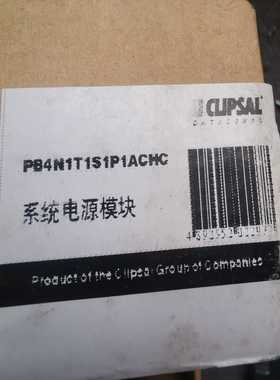 CLIPSAL
DATACOMMS
PB4N1T1S1P1ACHC
系统电源模块
Product of the Clipsal Group of Companies